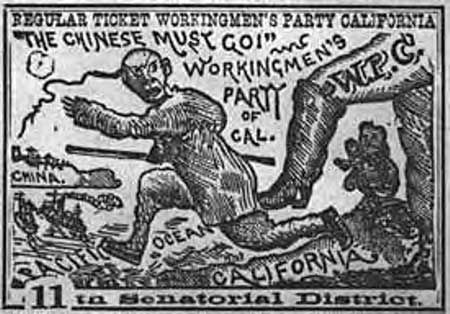 REGULAR TICKET WORKINGMEN'S PARTY CALIFORNIA
"THE CHINESE MUST GO!"
WORKINGMEN'S
PARTY
OF
CAL.
W.P.C.
CHINA.
PACIFIC OCEAN
CALIFORNIA
11th Senatorial District.